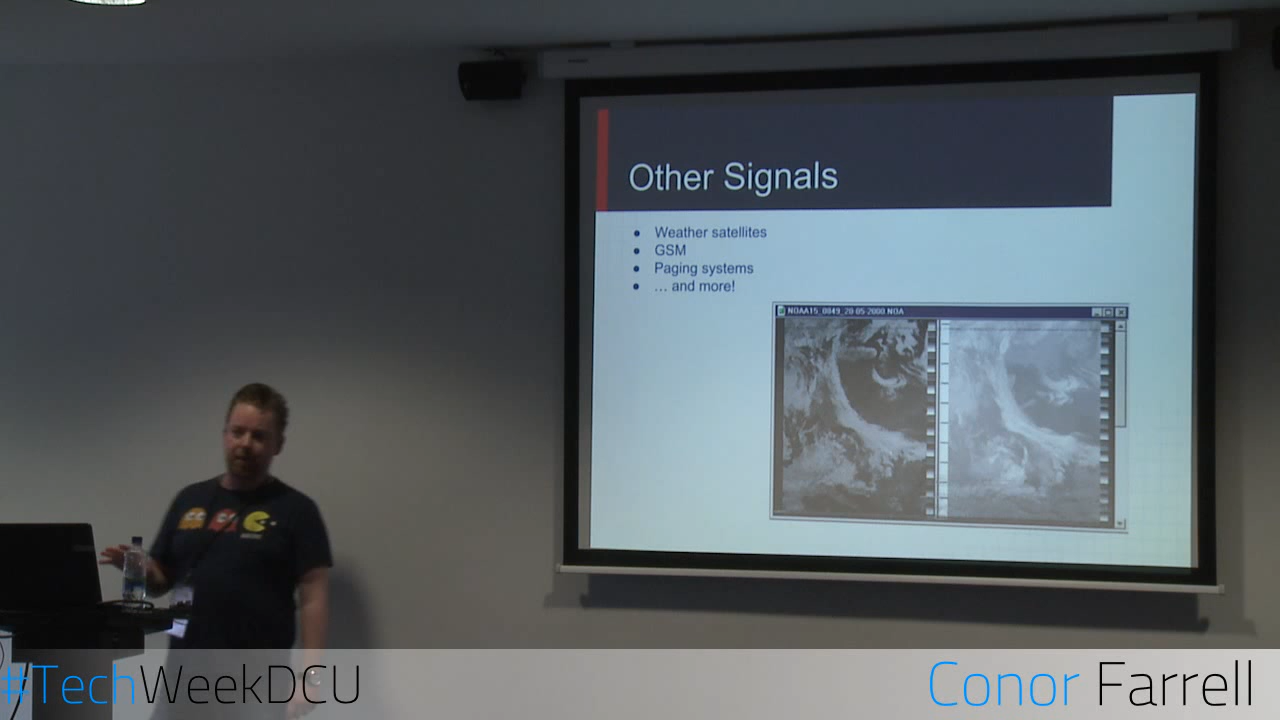 Other Signals
● Weather satellites
● GSM
● Paging systems
● … and more!
NOAA15_0849_20-05-2000.NOA
#TechWeekDCU
Conor Farrell